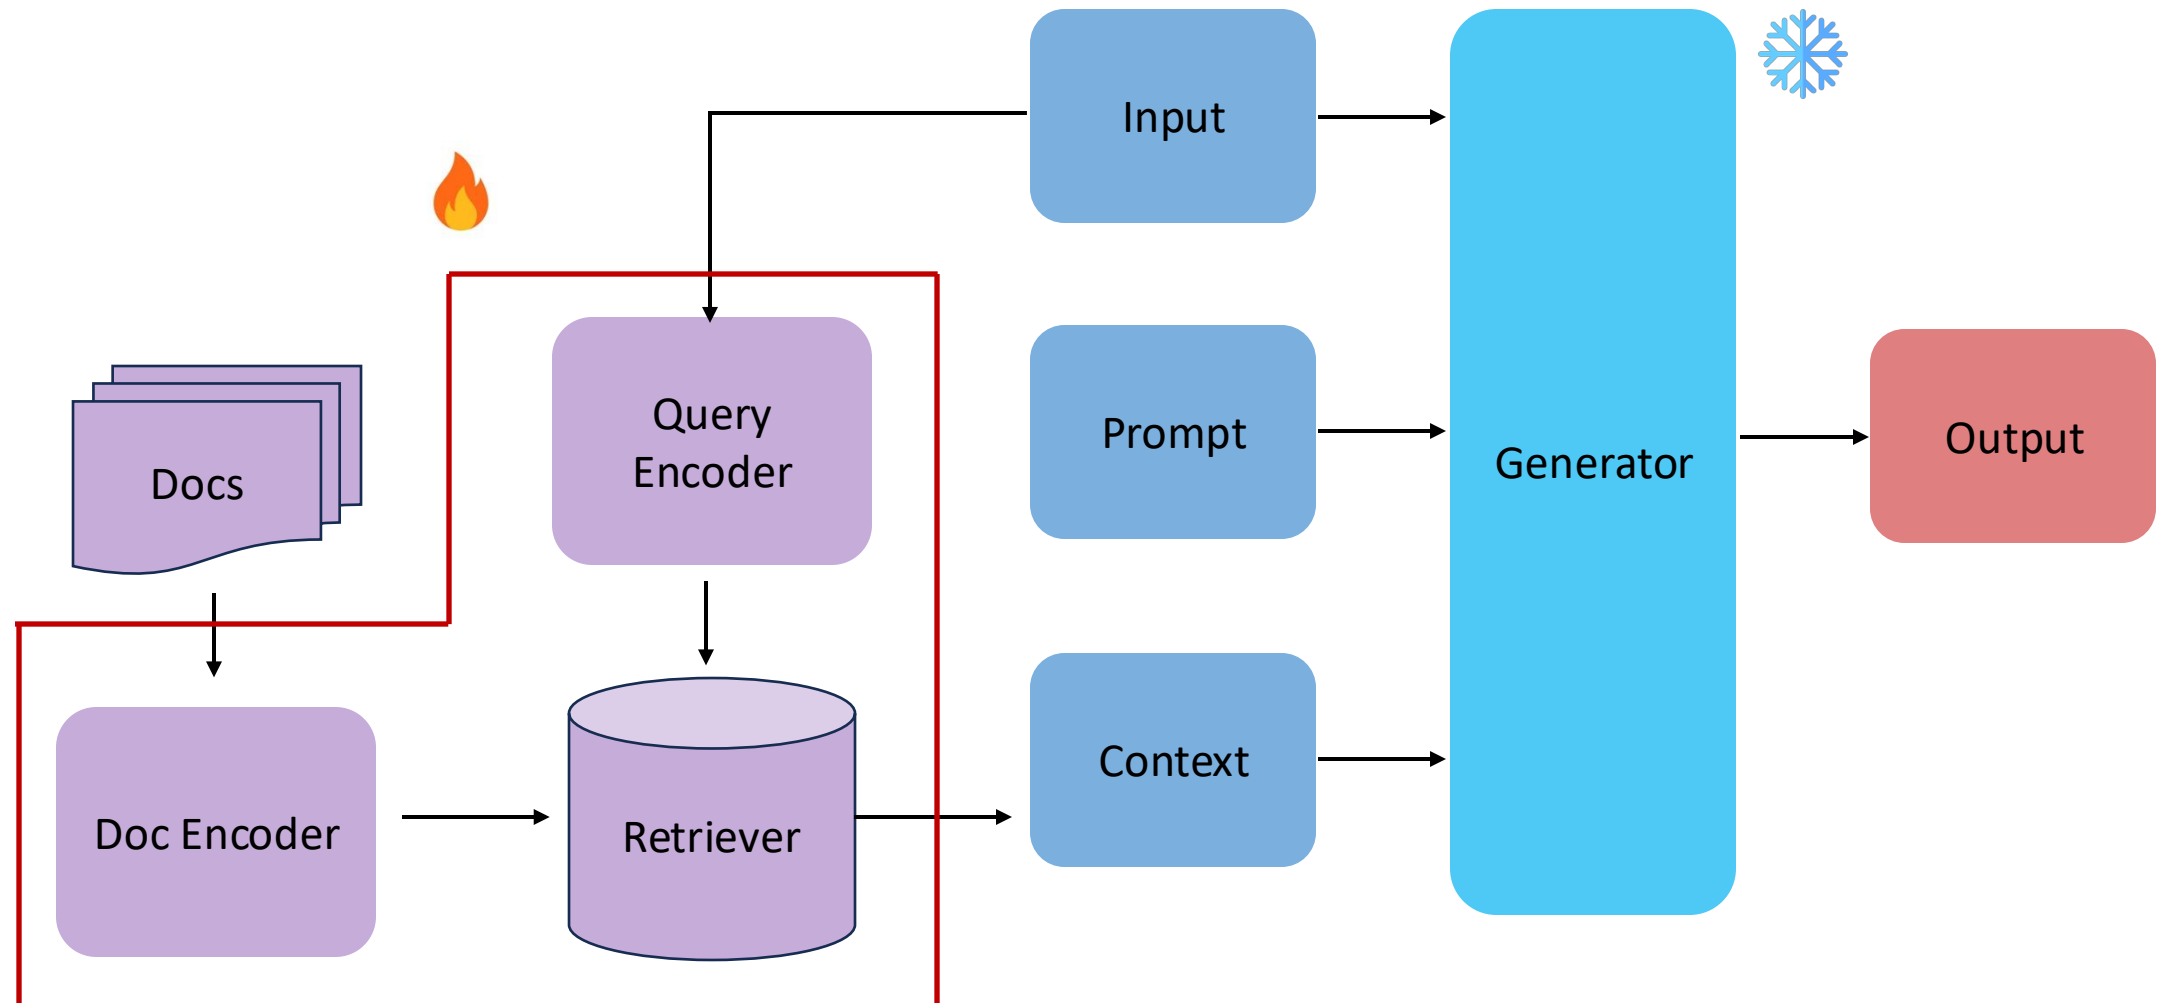 Input
Query
Encoder
Prompt
Docs
Generator
Output
Context
Doc Encoder
Retriever